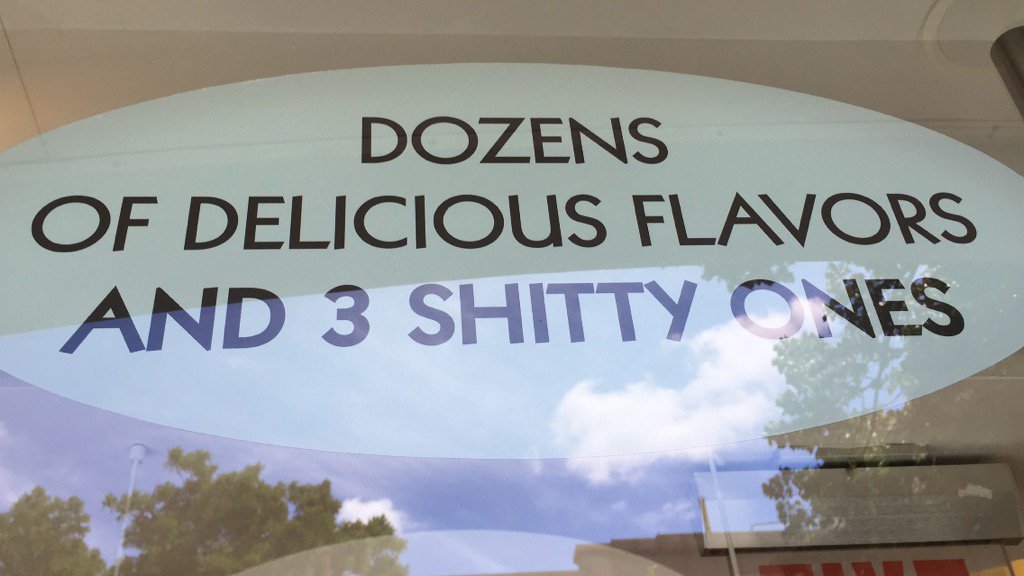 DOZENS
OF DELICIOUS FLAVORS
AND 3 SHITTY ONES